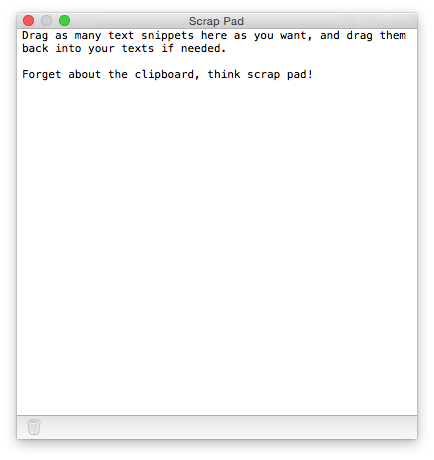 Scrap Pad
Drag as many text snippets here as you want, and drag them
back into your texts if needed.
Forget about the clipboard, think scrap pad!